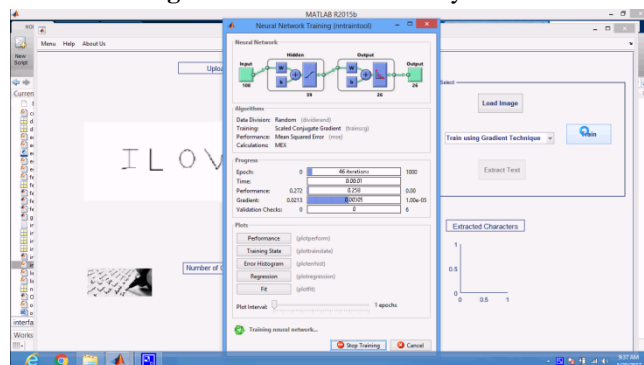 MATLAB R2015b
Neural Network Training (nntraintool)
New
Script
Menu Help About Us
Neural Network
Hidden Output
Input Output
W W
b b
100 26
39 26
Algorithms
Data Division: Random (dividerand)
Training: Scaled Conjugate Gradient (trainscg)
Performance: Mean Squared Error (mse)
Calculations: MEX
Progress
Epoch: 0 46 iterations 1000
Time: 0:00:01
Performance: 0.272 0.258 0.00
Gradient: 0.0213 0.00305 1.00e-05
Validation Checks: 0 0 6
Plots
Performance (plotperform)
Training State (plottrainstate)
Error Histogram (ploterrhist)
Regression (plotregression)
Fit (plotfit)
Plot Interval: 1 epochs
Training neural network...
Stop Training Cancel
I L O V
Number of
Load Image
Train using Gradient Technique
Train
Extract Text
Extracted Characters
1
0.5
0
0 0.5 1
9:37 AM